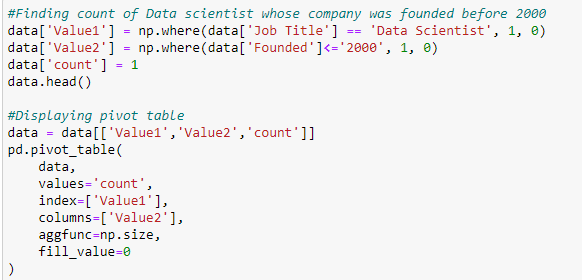 #Finding count of Data scientist whose company was founded before 2000
data['Value1'] = np.where(data['Job Title'] == 'Data Scientist', 1, 0)
data['Value2'] = np.where(data['Founded']<='2000', 1, 0)
data['count'] = 1
data.head()

#Displaying pivot table
data = data[['Value1','Value2','count']]
pd.pivot_table(
    data,
    values='count',
    index=['Value1'],
    columns=['Value2'],
    aggfunc=np.size,
    fill_value=0
)